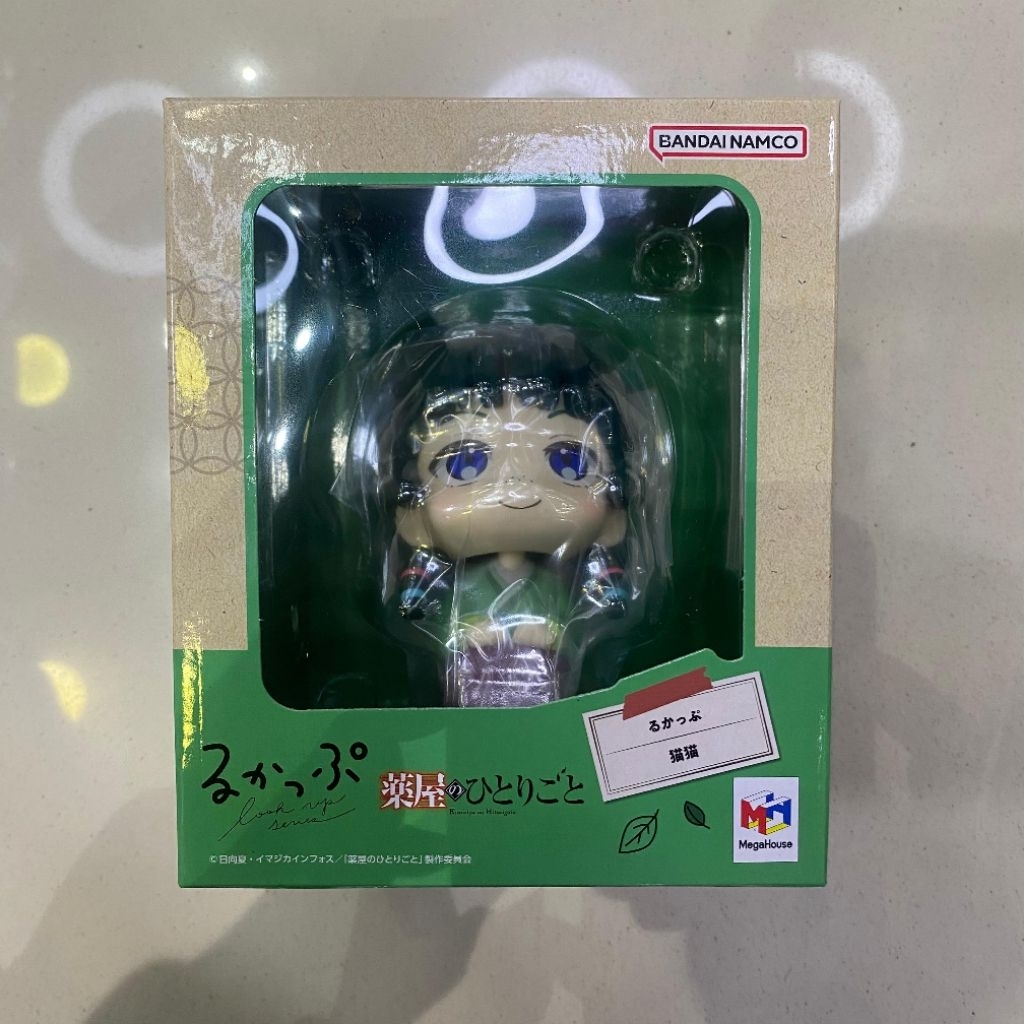 BANDAI NAMCO
るかっぷ
猫猫
るかっぷ
look up
series
薬屋のひとりごと
Kusuriya no Hitorigoto
MegaHouse
©日向夏・イマジカインフォス/「薬屋のひとりごと」製作委員会